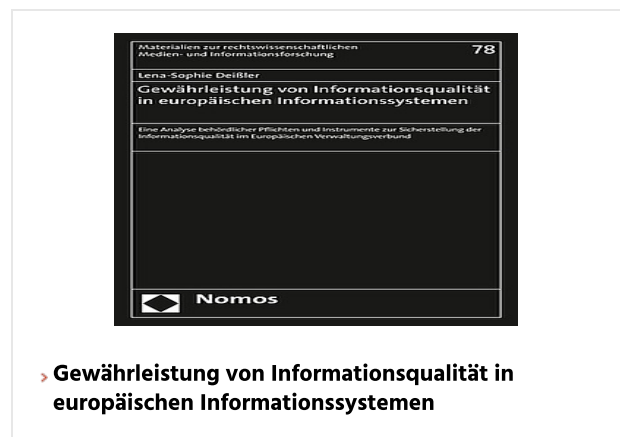 Materialien zur rechtswissenschaftlichen
Medien- und Informationsforschung
78
Lena-Sophie Deißler
Gewährleistung von Informationsqualität
in europäischen Informationssystemen
Eine Analyse behördlicher Pflichten und Instrumente zur Sicherstellung der
Informationsqualität im Europäischen Verwaltungsverbund
Nomos
Gewährleistung von Informationsqualität in
europäischen Informationssystemen